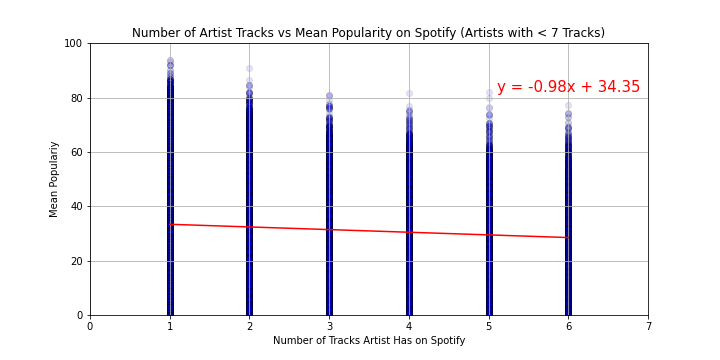 Number of Artist Tracks vs Mean Popularity on Spotify (Artists with < 7 Tracks)
100
80
60
40
20
0
Mean Populariy
y = -0.98x + 34.35
0 1 2 3 4 5 6 7
Number of Tracks Artist Has on Spotify